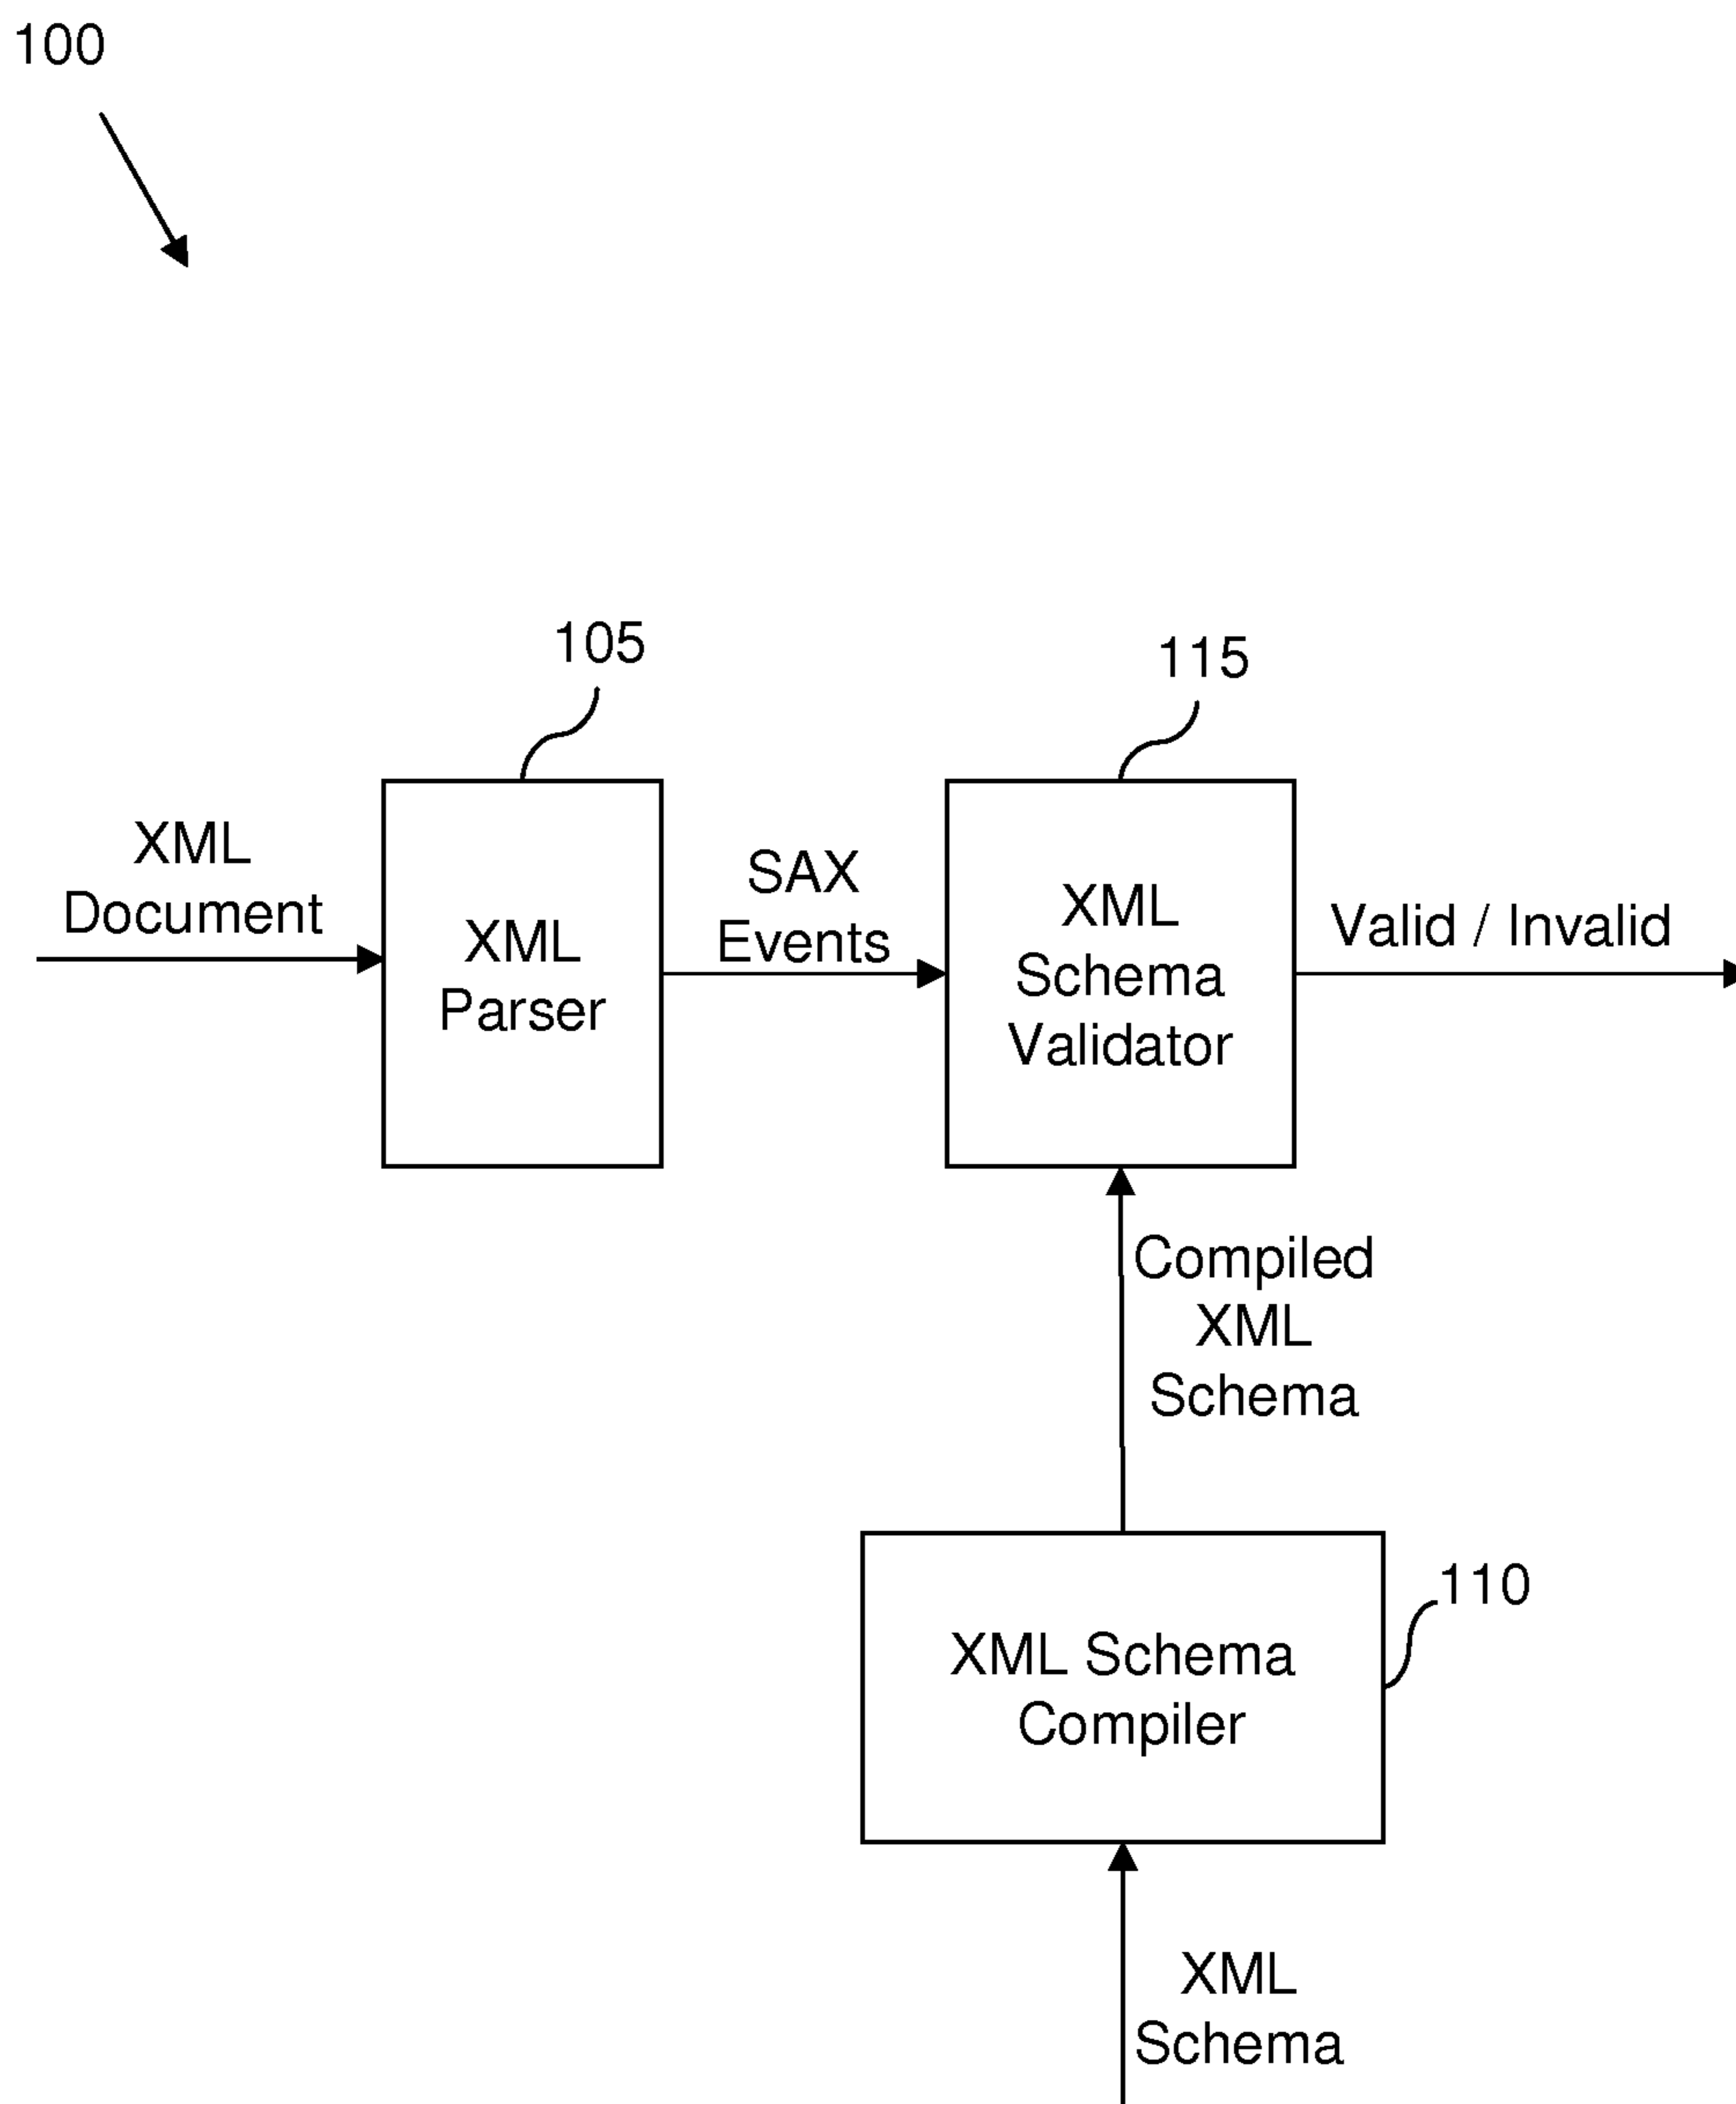 100
105
115
XML
Document
XML
Parser
SAX
Events
XML
Schema
Validator
Valid / Invalid
Compiled
XML
Schema
110
XML Schema
Compiler
XML
Schema